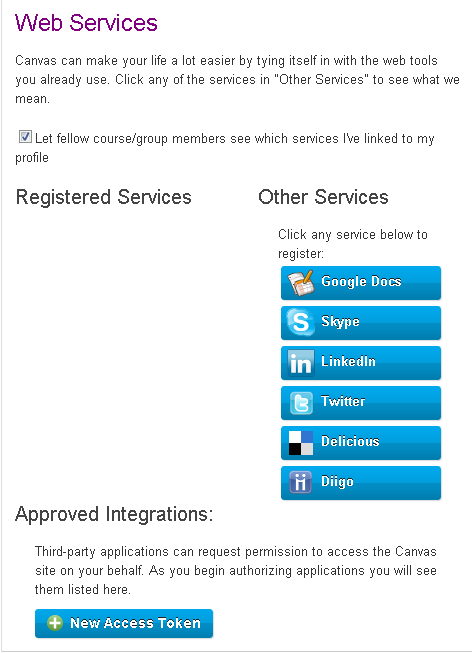 Web Services
Canvas can make your life a lot easier by tying itself in with the web tools
you already use. Click any of the services in "Other Services" to see what we
mean.
Let fellow course/group members see which services I've linked to my
profile
Registered Services
Other Services
Click any service below to
register:
Google Docs
Skype
LinkedIn
Twitter
Delicious
Diigo
Approved Integrations:
Third-party applications can request permission to access the Canvas
site on your behalf. As you begin authorizing applications you will see
them listed here.
New Access Token